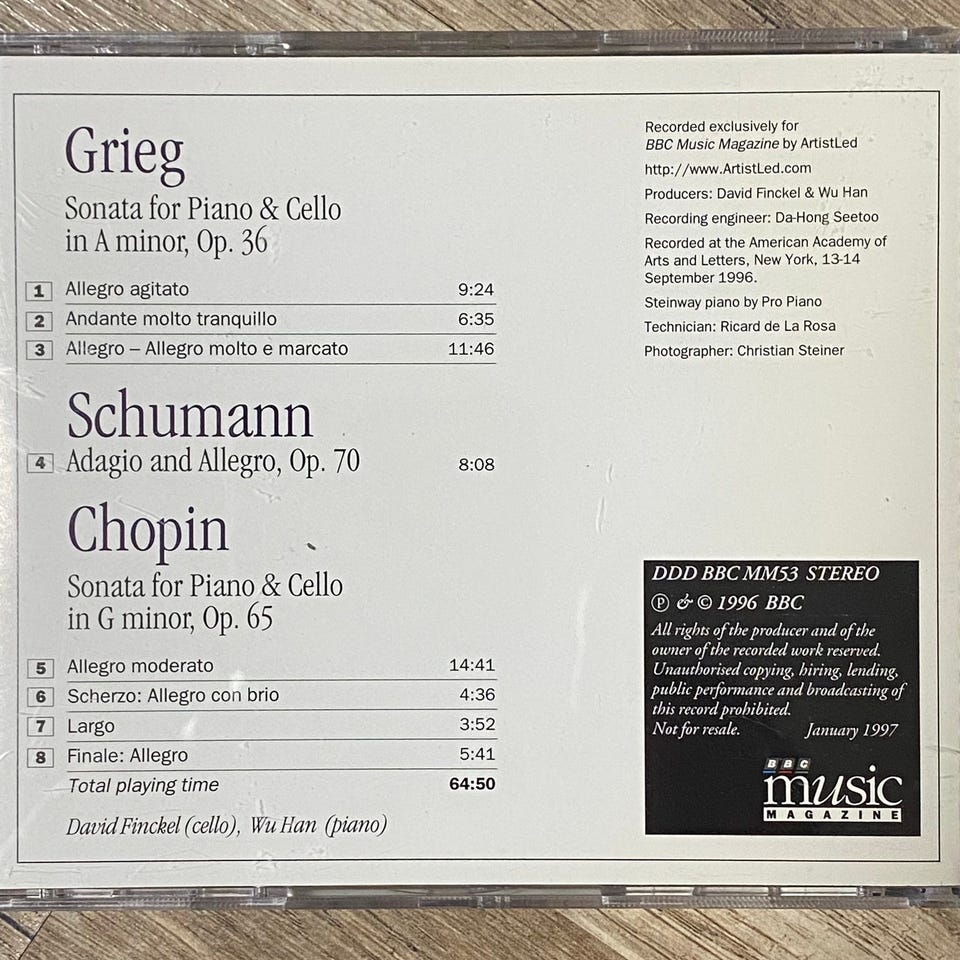 Grieg
Sonata for Piano & Cello
in A minor, Op. 36
1 Allegro agitato 9:24
2 Andante molto tranquillo 6:35
3 Allegro – Allegro molto e marcato 11:46
Schumann
4 Adagio and Allegro, Op. 70 8:08
Chopin
Sonata for Piano & Cello
in G minor, Op. 65
5 Allegro moderato 14:41
6 Scherzo: Allegro con brio 4:36
7 Largo 3:52
8 Finale: Allegro 5:41
Total playing time 64:50
David Finckel (cello), Wu Han (piano)
Recorded exclusively for
BBC Music Magazine by ArtistLed
http://www.ArtistLed.com
Producers: David Finckel & Wu Han
Recording engineer: Da-Hong Seetoo
Recorded at the American Academy of
Arts and Letters, New York, 13-14
September 1996.
Steinway piano by Pro Piano
Technician: Ricard de La Rosa
Photographer: Christian Steiner
DDD BBC MM53 STEREO
℗ & © 1996 BBC
All rights of the producer and of the
owner of the recorded work reserved.
Unauthorised copying, hiring, lending,
public performance and broadcasting of
this record prohibited.
Not for resale. January 1997
BBC
music
MAGAZINE